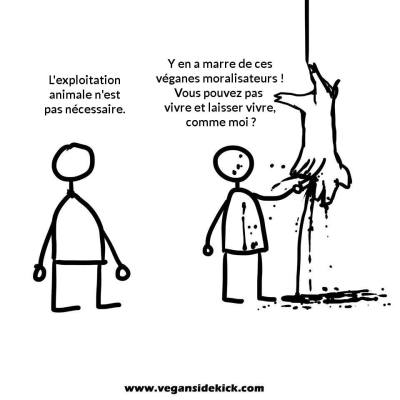 L'exploitation
animale n'est
pas nécessaire.
Y en a marre de ces
véganes moralisateurs !
Vous pouvez pas
vivre et laisser vivre,
comme moi ?
www.vegansidekick.com